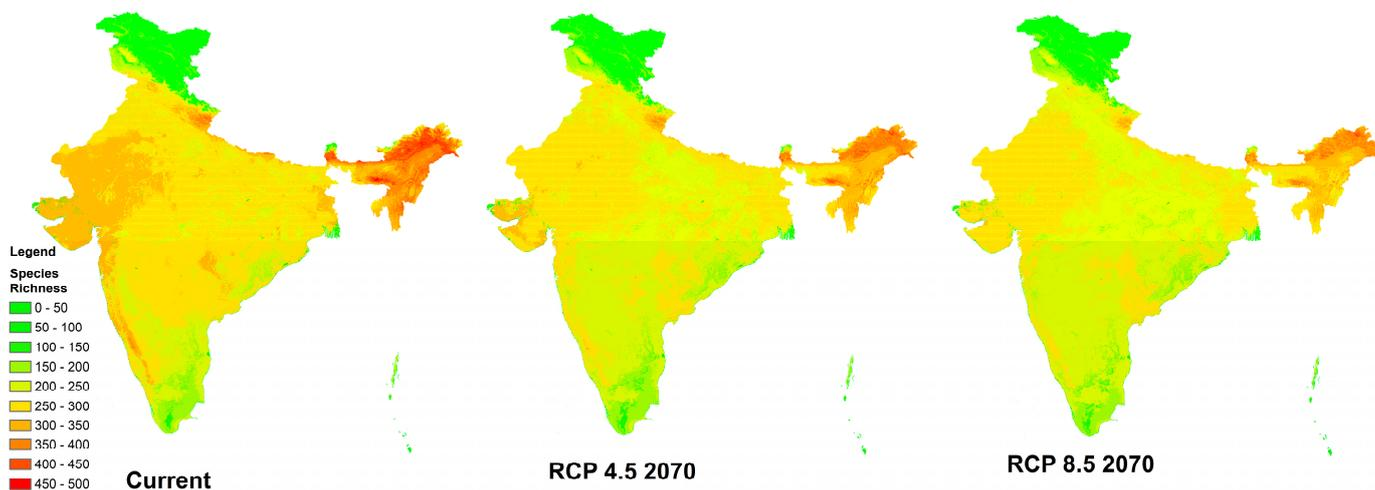 Legend
Species
Richness
0 - 50
50 - 100
100 - 150
150 - 200
200 - 250
250 - 300
300 - 350
350 - 400
400 - 450
450 - 500
Current
RCP 4.5 2070
RCP 8.5 2070